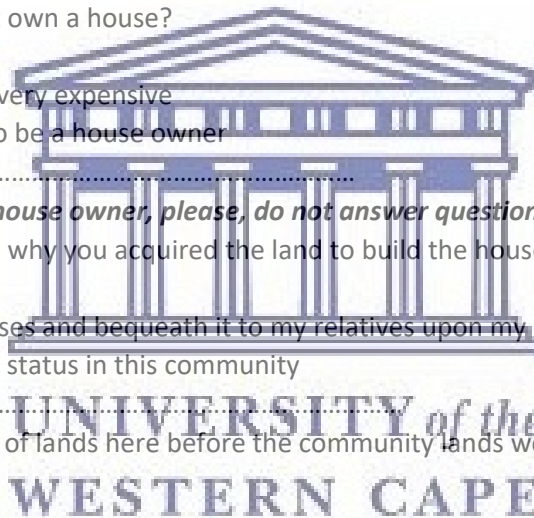 own a house?
very expensive
o be a house owner
....................................................................
house owner, please, do not answer question
why you acquired the land to build the house
ses and bequeath it to my relatives upon my
status in this community
....................................................................
UNIVERSITY of the
of lands here before the community lands we
WESTERN CAPE